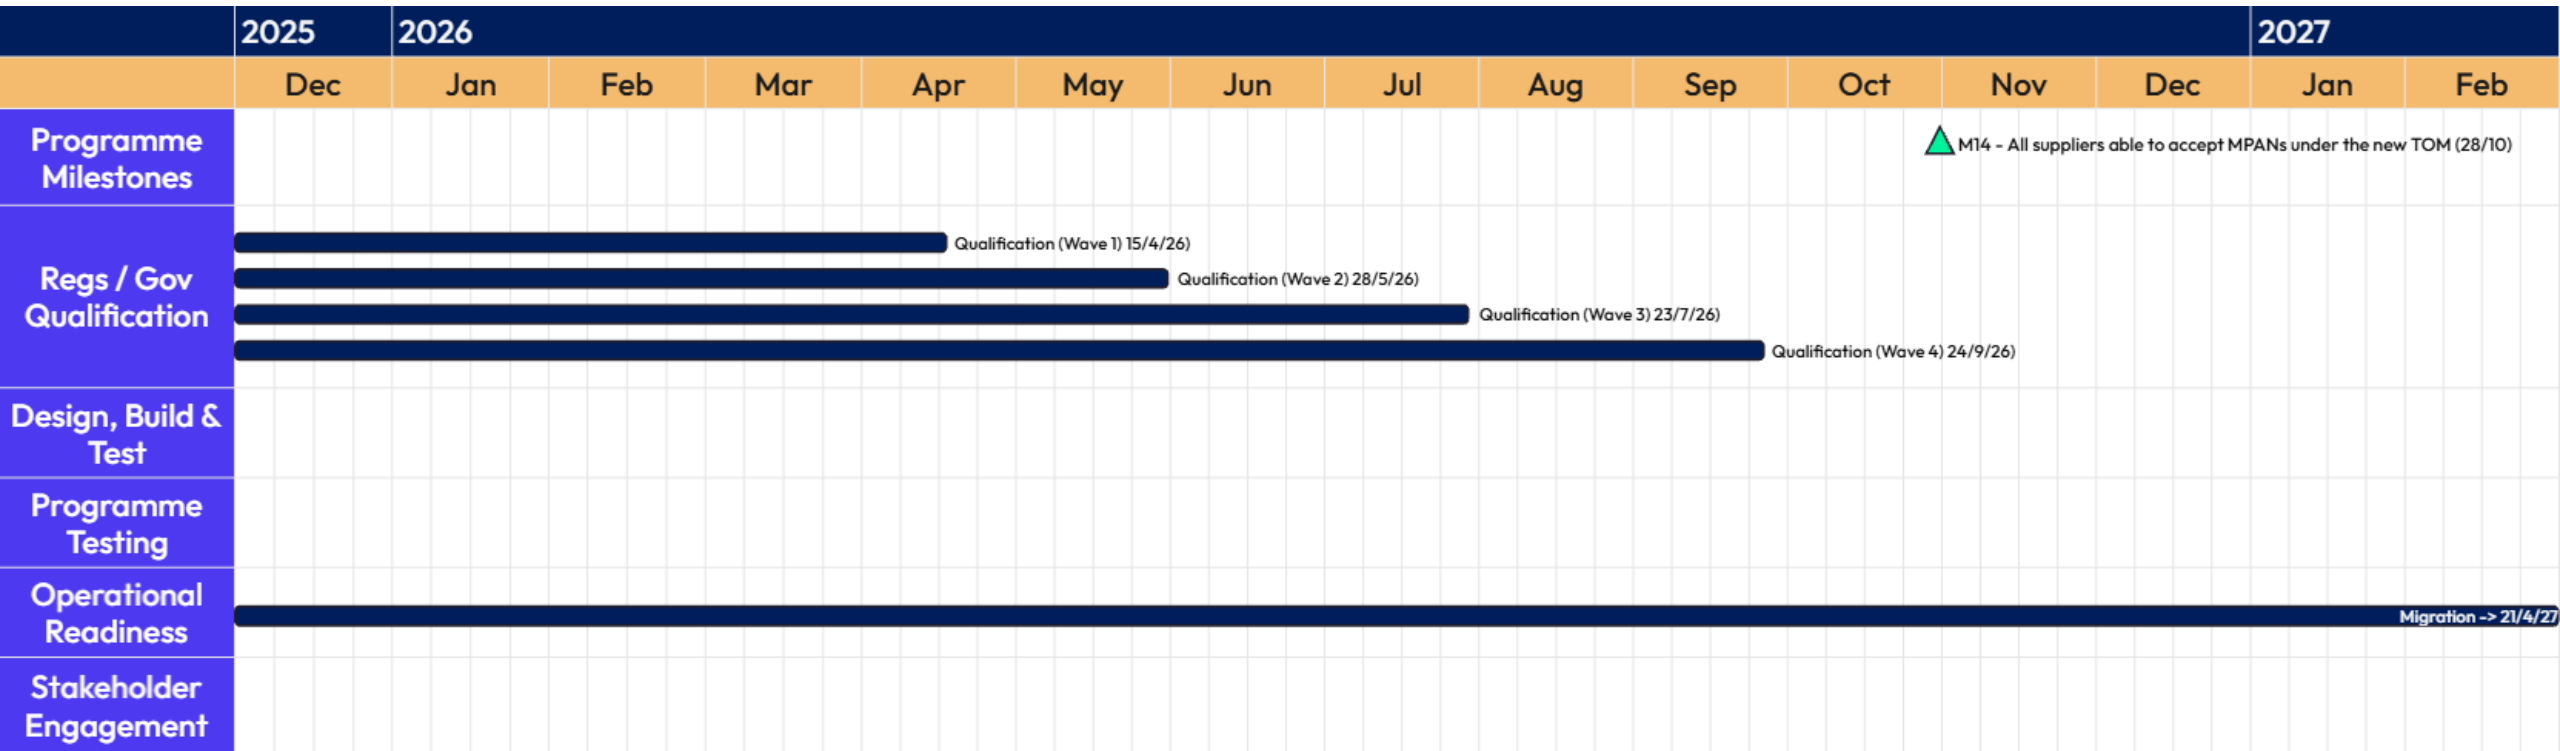 2025 2026 2027
Dec Jan Feb Mar Apr May Jun Jul Aug Sep Oct Nov Dec Jan Feb
Programme
Milestones
M14 - All suppliers able to accept MPANs under the new TOM (28/10)
Regs / Gov
Qualification
Qualification (Wave 1) 15/4/26)
Qualification (Wave 2) 28/5/26)
Qualification (Wave 3) 23/7/26)
Qualification (Wave 4) 24/9/26)
Design, Build &
Test
Programme
Testing
Operational
Readiness
Migration -> 21/4/27
Stakeholder
Engagement